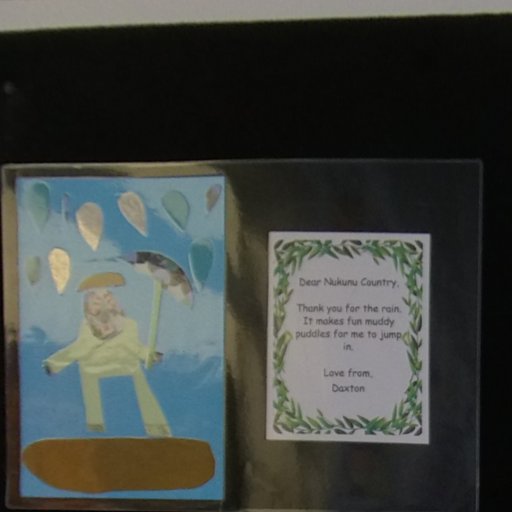 Dear Nukunu Country,
Thank you for the rain.
It makes fun muddy
puddles for me to jump
in.
Love from,
Daxton